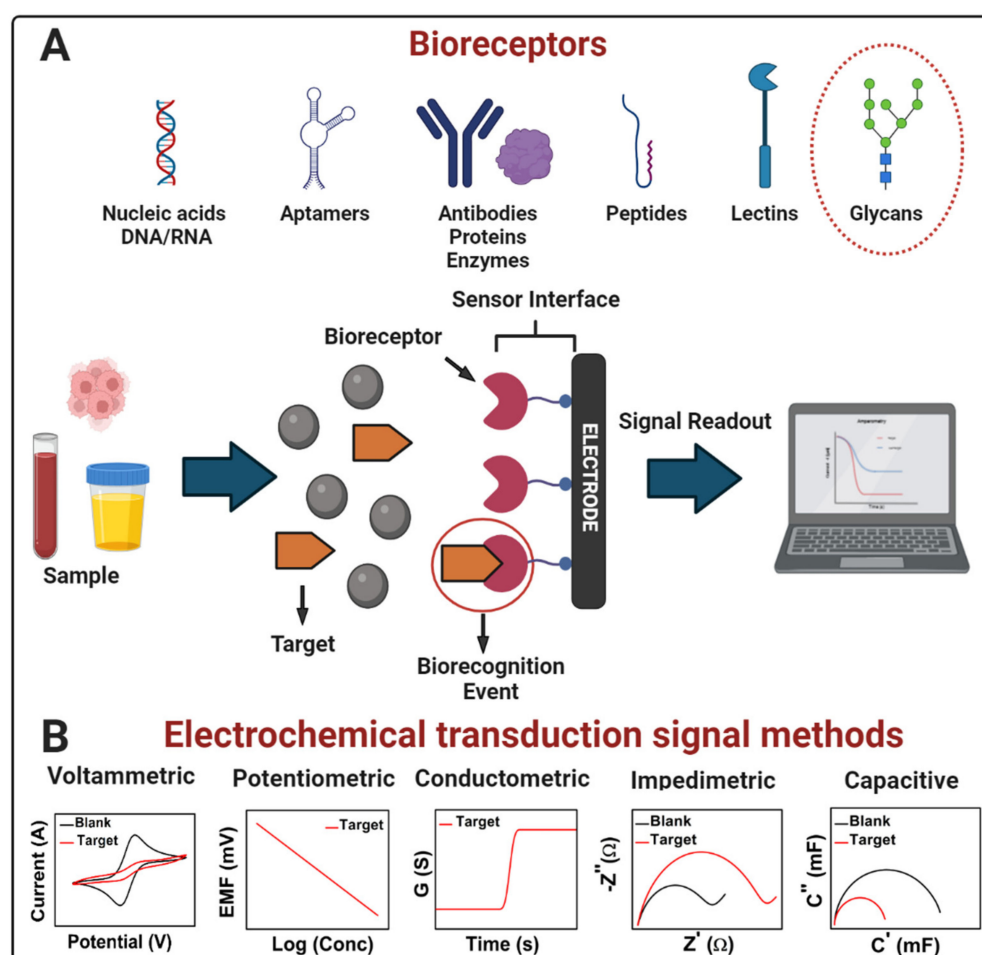 A
Bioreceptors
Nucleic acids
DNA/RNA
Aptamers
Antibodies
Proteins
Enzymes
Peptides
Lectins
Glycans
Sensor Interface
Bioreceptor
ELECTRODE
Signal Readout
Amperometry
Time (s)
Sample
Target
Biorecognition
Event
B
Electrochemical transduction signal methods
Voltammetric
Blank
Target
Current (A)
Potential (V)
Potentiometric
Target
EMF (mV)
Log (Conc)
Conductometric
Target
G (S)
Time (s)
Impedimetric
Blank
Target
-Z''(Ω)
Z' (Ω)
Capacitive
Blank
Target
C'' (mF)
C' (mF)